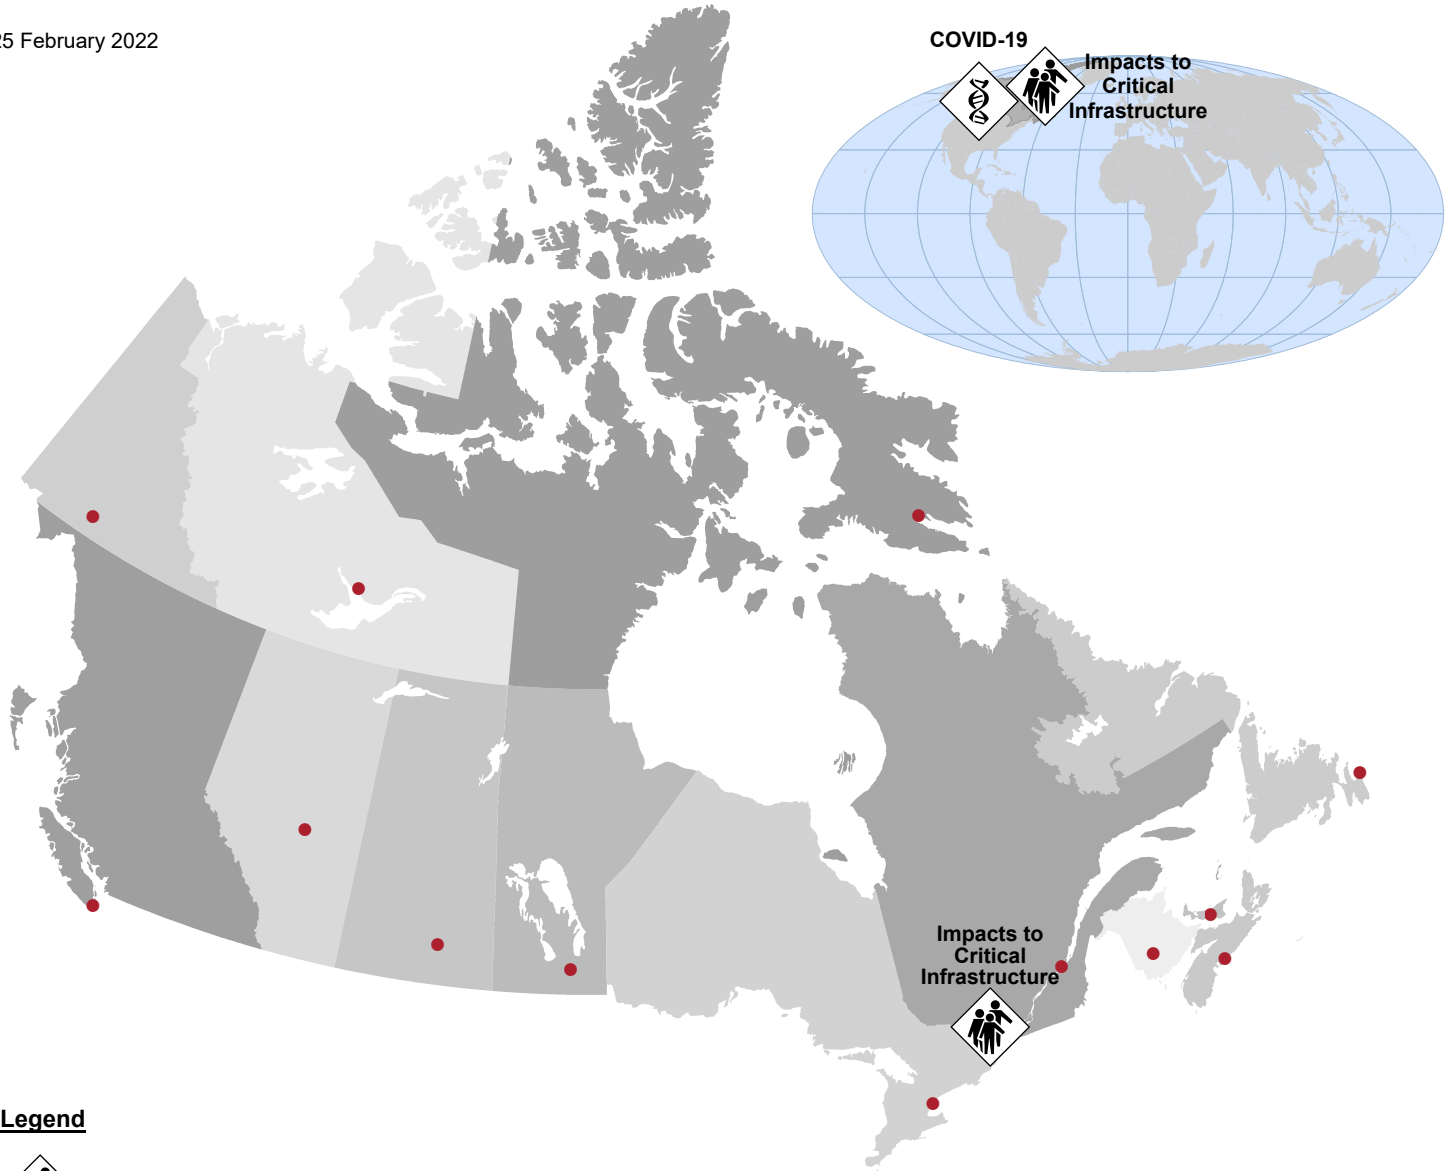 25 February 2022
COVID-19
Impacts to
Critical
Infrastructure
Impacts to
Critical
Infrastructure
Legend